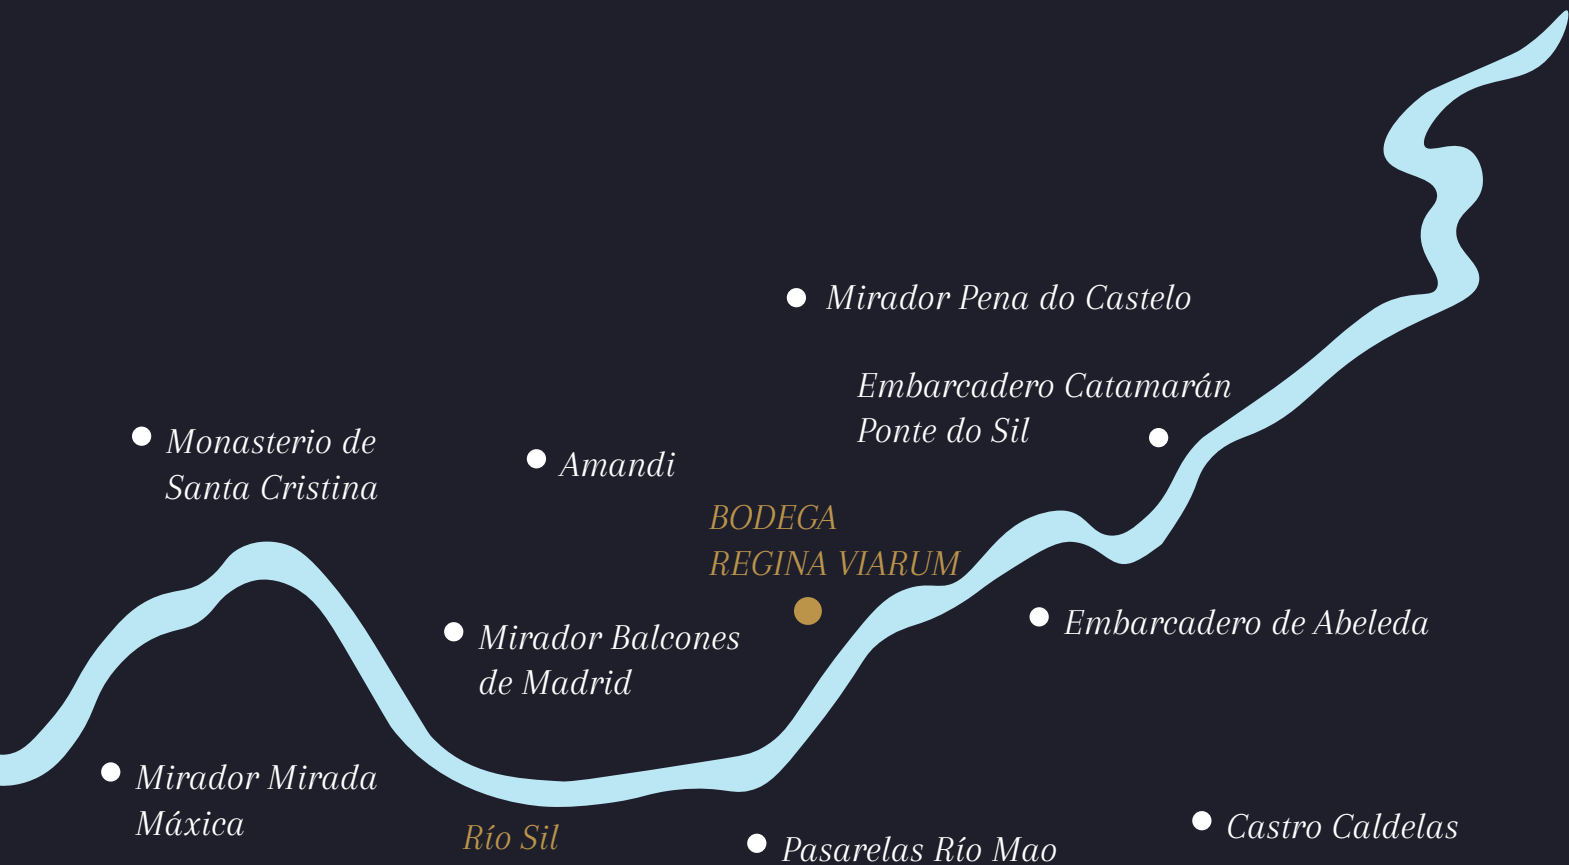 Mirador Pena do Castelo
Embarcadero Catamarán
Ponte do Sil
Monasterio de
Santa Cristina
Amandi
BODEGA
REGINA VIARUM
Mirador Balcones
de Madrid
Embarcadero de Abeleda
Mirador Mirada
Máxica
Río Sil
Pasarelas Río Mao
Castro Caldelas